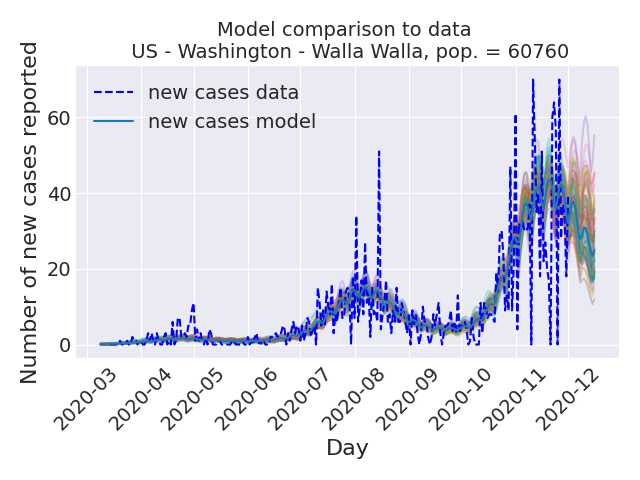 Model comparison to data
US - Washington - Walla Walla, pop. = 60760
Number of new cases reported
60
40
20
0
new cases data
new cases model
2020-03
2020-04
2020-05
2020-06
2020-07
2020-08
2020-09
2020-10
2020-11
2020-12
Day